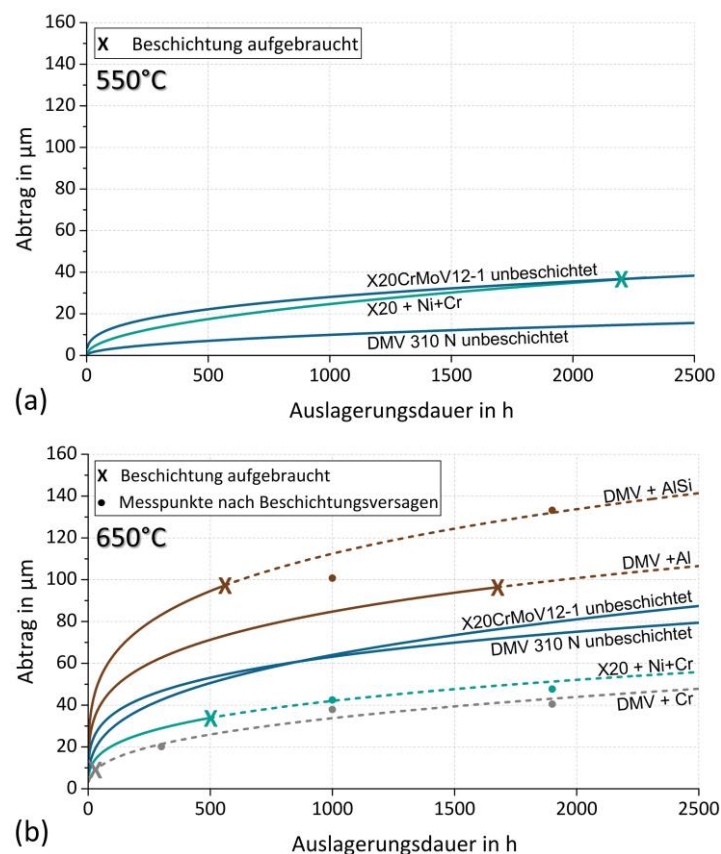 160
X Beschichtung aufgebraucht
140
550°C
120
100
Abtrag in µm
80
60
40
X20CrMoV12-1 unbeschichtet
X
X20 + Ni+Cr
20
DMV 310 N unbeschichtet
0
0 500 1000 1500 2000 2500
(a)
Auslagerungsdauer in h
160
X Beschichtung aufgebraucht
• Messpunkte nach Beschichtungsversagen
140
DMV + AlSi
650°C
120
X
DMV +Al
X
100
Abtrag in µm
X20CrMoV12-1 unbeschichtet
80
DMV 310 N unbeschichtet
60
X20 + Ni+Cr
40
X
DMV + Cr
20
X
0
0 500 1000 1500 2000 2500
(b)
Auslagerungsdauer in h